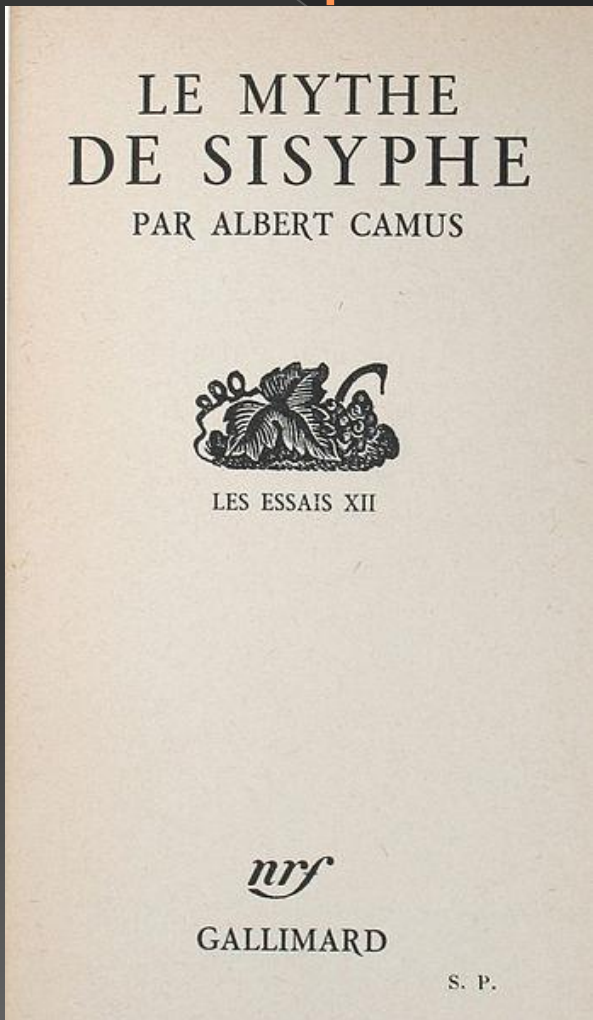 LE MYTHE
DE SISYPHE
PAR ALBERT CAMUS
LES ESSAIS XII
nrf
GALLIMARD
S. P.